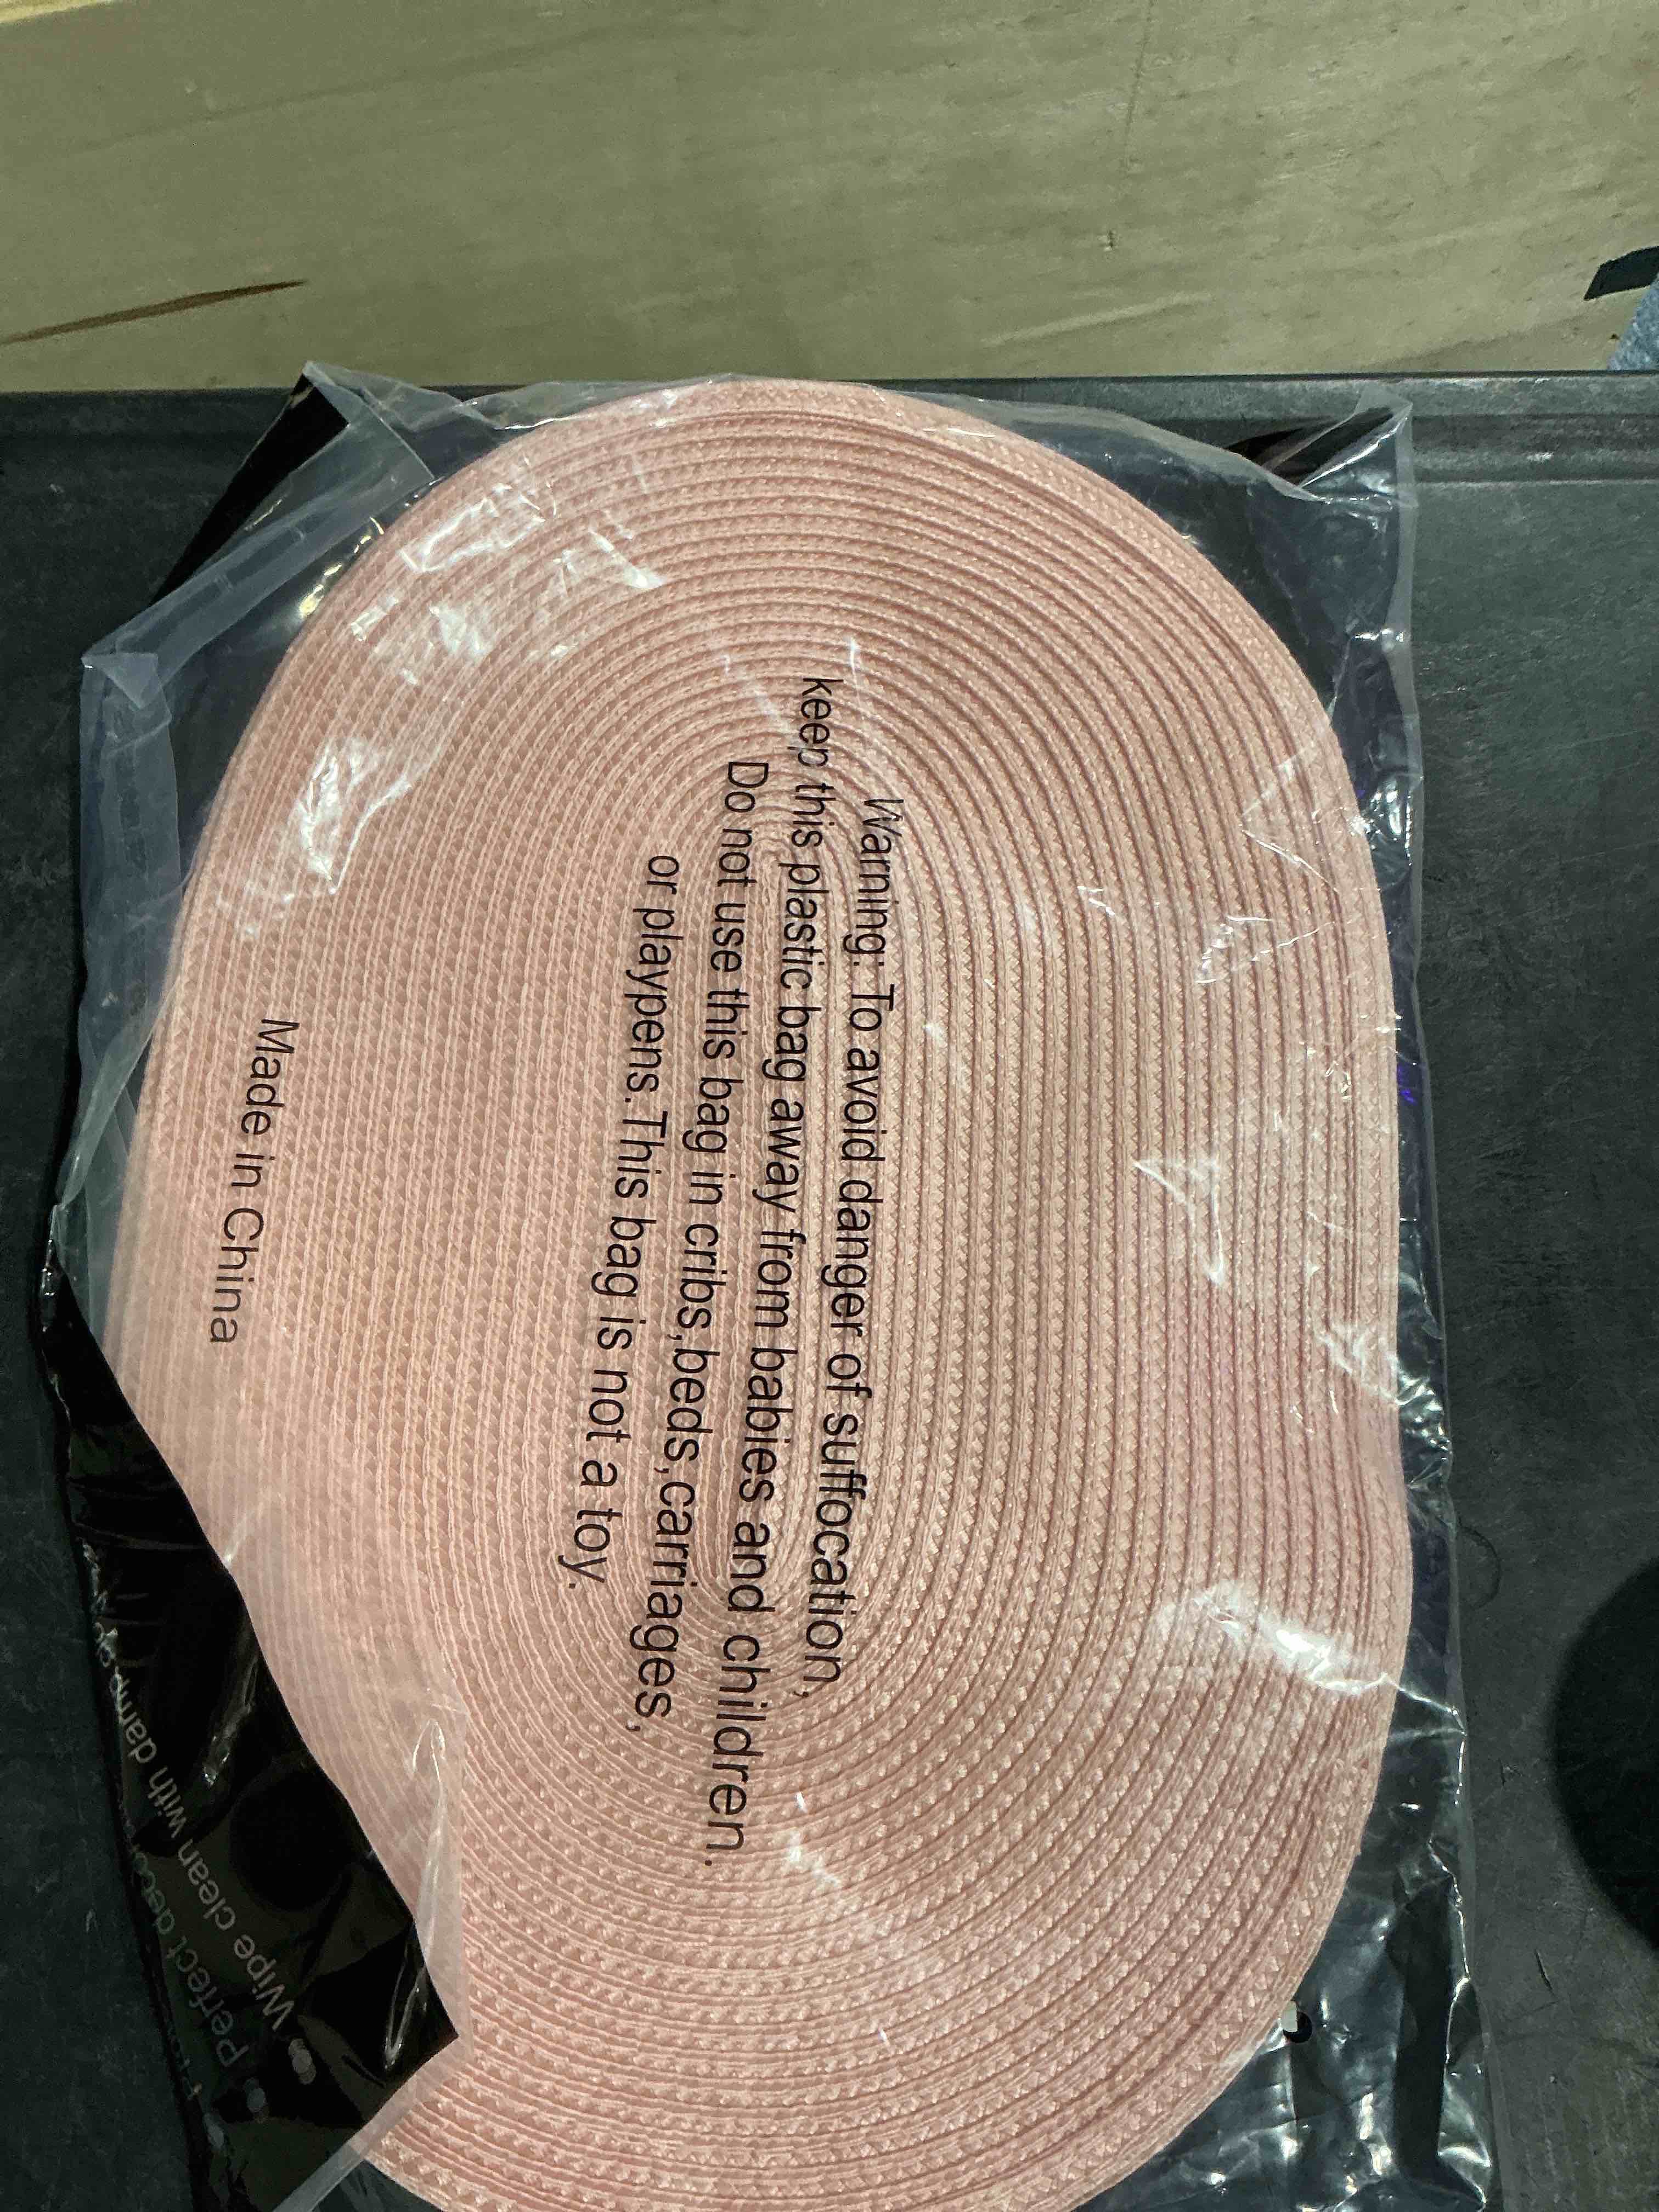 Warning: To avoid danger of suffocation,
keep this plastic bag away from babies and children.
Do not use this bag in cribs,beds,carriages,
or playpens.This bag is not a toy.
Made in China
Wipe clean with damp
Perfect